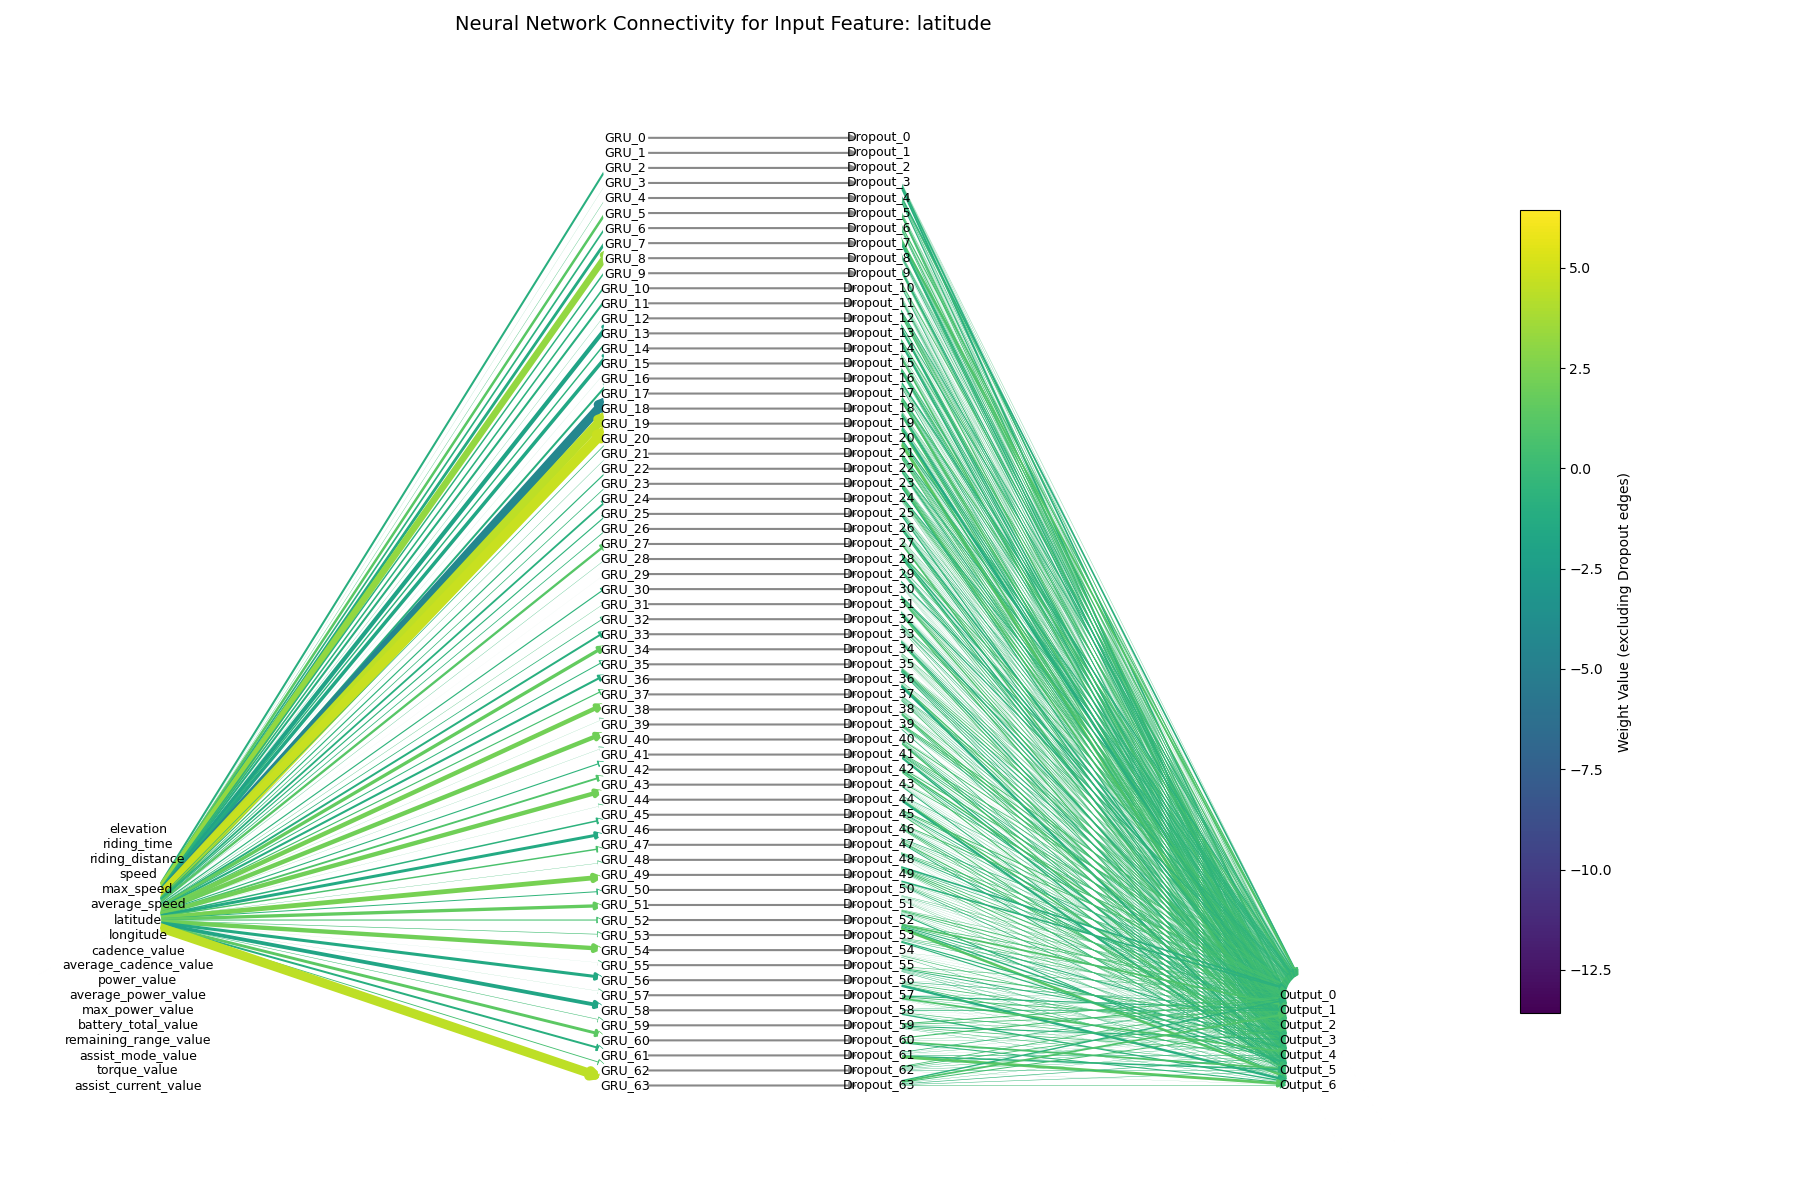 Neural Network Connectivity for Input Feature: latitude
elevation
riding_time
riding_distance
speed
max_speed
average_speed
latitude
longitude
cadence_value
average_cadence_value
power_value
average_power_value
max_power_value
battery_total_value
remaining_range_value
assist_mode_value
torque_value
assist_current_value
GRU_0
GRU_1
GRU_2
GRU_3
GRU_4
GRU_5
GRU_6
GRU_7
GRU_8
GRU_9
GRU_10
GRU_11
GRU_12
GRU_13
GRU_14
GRU_15
GRU_16
GRU_17
GRU_18
GRU_19
GRU_20
GRU_21
GRU_22
GRU_23
GRU_24
GRU_25
GRU_26
GRU_27
GRU_28
GRU_29
GRU_30
GRU_31
GRU_32
GRU_33
GRU_34
GRU_35
GRU_36
GRU_37
GRU_38
GRU_39
GRU_40
GRU_41
GRU_42
GRU_43
GRU_44
GRU_45
GRU_46
GRU_47
GRU_48
GRU_49
GRU_50
GRU_51
GRU_52
GRU_53
GRU_54
GRU_55
GRU_56
GRU_57
GRU_58
GRU_59
GRU_60
GRU_61
GRU_62
GRU_63
Dropout_0
Dropout_1
Dropout_2
Dropout_3
Dropout_4
Dropout_5
Dropout_6
Dropout_7
Dropout_8
Dropout_9
Dropout_10
Dropout_11
Dropout_12
Dropout_13
Dropout_14
Dropout_15
Dropout_16
Dropout_17
Dropout_18
Dropout_19
Dropout_20
Dropout_21
Dropout_22
Dropout_23
Dropout_24
Dropout_25
Dropout_26
Dropout_27
Dropout_28
Dropout_29
Dropout_30
Dropout_31
Dropout_32
Dropout_33
Dropout_34
Dropout_35
Dropout_36
Dropout_37
Dropout_38
Dropout_39
Dropout_40
Dropout_41
Dropout_42
Dropout_43
Dropout_44
Dropout_45
Dropout_46
Dropout_47
Dropout_48
Dropout_49
Dropout_50
Dropout_51
Dropout_52
Dropout_53
Dropout_54
Dropout_55
Dropout_56
Dropout_57
Dropout_58
Dropout_59
Dropout_60
Dropout_61
Dropout_62
Dropout_63
Output_0
Output_1
Output_2
Output_3
Output_4
Output_5
Output_6
5.0
2.5
0.0
−2.5
−5.0
−7.5
−10.0
−12.5
Weight Value (excluding Dropout edges)